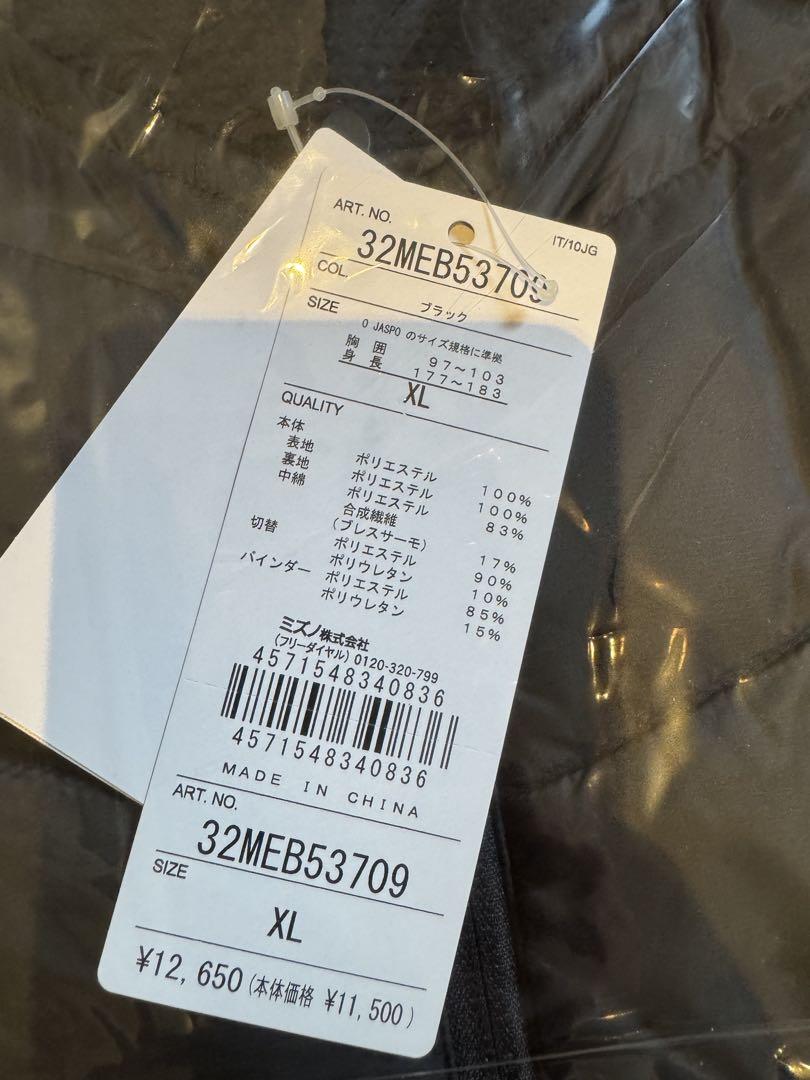 ART. NO.
IT/10JG
32MEB53709
COL.
ブラック
SIZE
O JASPO のサイズ規格に準拠
胸 囲 97～103
身 長 177～183
XL
QUALITY
本体
表地 ポリエステル 100%
裏地 ポリエステル 100%
中綿 ポリエステル 83%
合成繊維
(ブレスサーモ) 17%
切替 ポリエステル 90%
ポリウレタン 10%
バインダー ポリエステル 85%
ポリウレタン 15%
ミズノ株式会社
(フリーダイヤル) 0120-320-799
4571548340836
4571548340836
MADE IN CHINA
ART. NO.
32MEB53709
SIZE
XL
¥12,650(本体価格 ¥11,500)